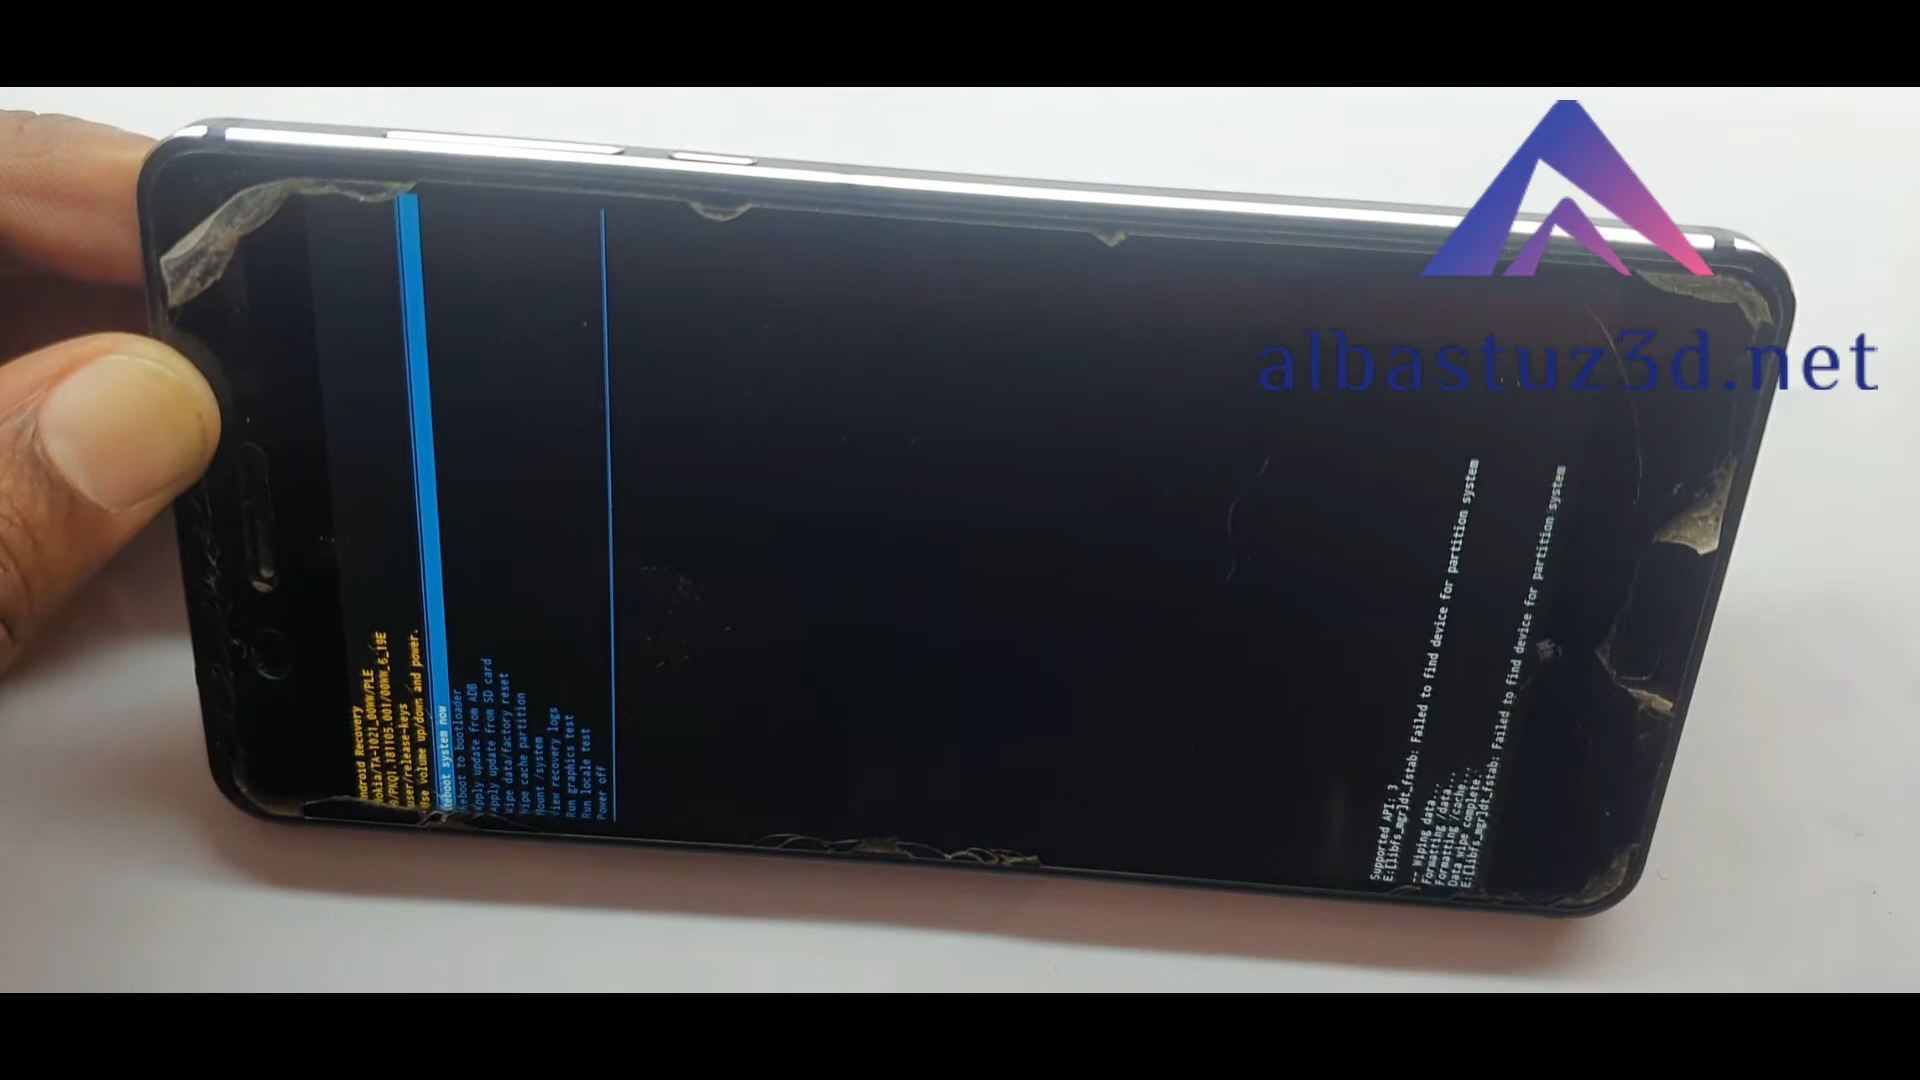 Android Recovery
Nokia/TA-1021_00WW/PLE
9/PKQ1.181105.001/00WW_6_19E
user/release-keys
Use volume up/down and power.
Reboot system now
Reboot to bootloader
Apply update from ADB
Apply update from SD card
Wipe data/factory reset
Wipe cache partition
Mount /system
View recovery logs
Run graphics test
Run locale test
Power off
Supported API: 3
E:[libfs_mgr]dt_fstab: Failed to find device for partition system
-- Wiping data...
Formatting /data...
Formatting /cache...
Data wipe complete.
E:[libfs_mgr]dt_fstab: Failed to find device for partition system
albastuz3d.net